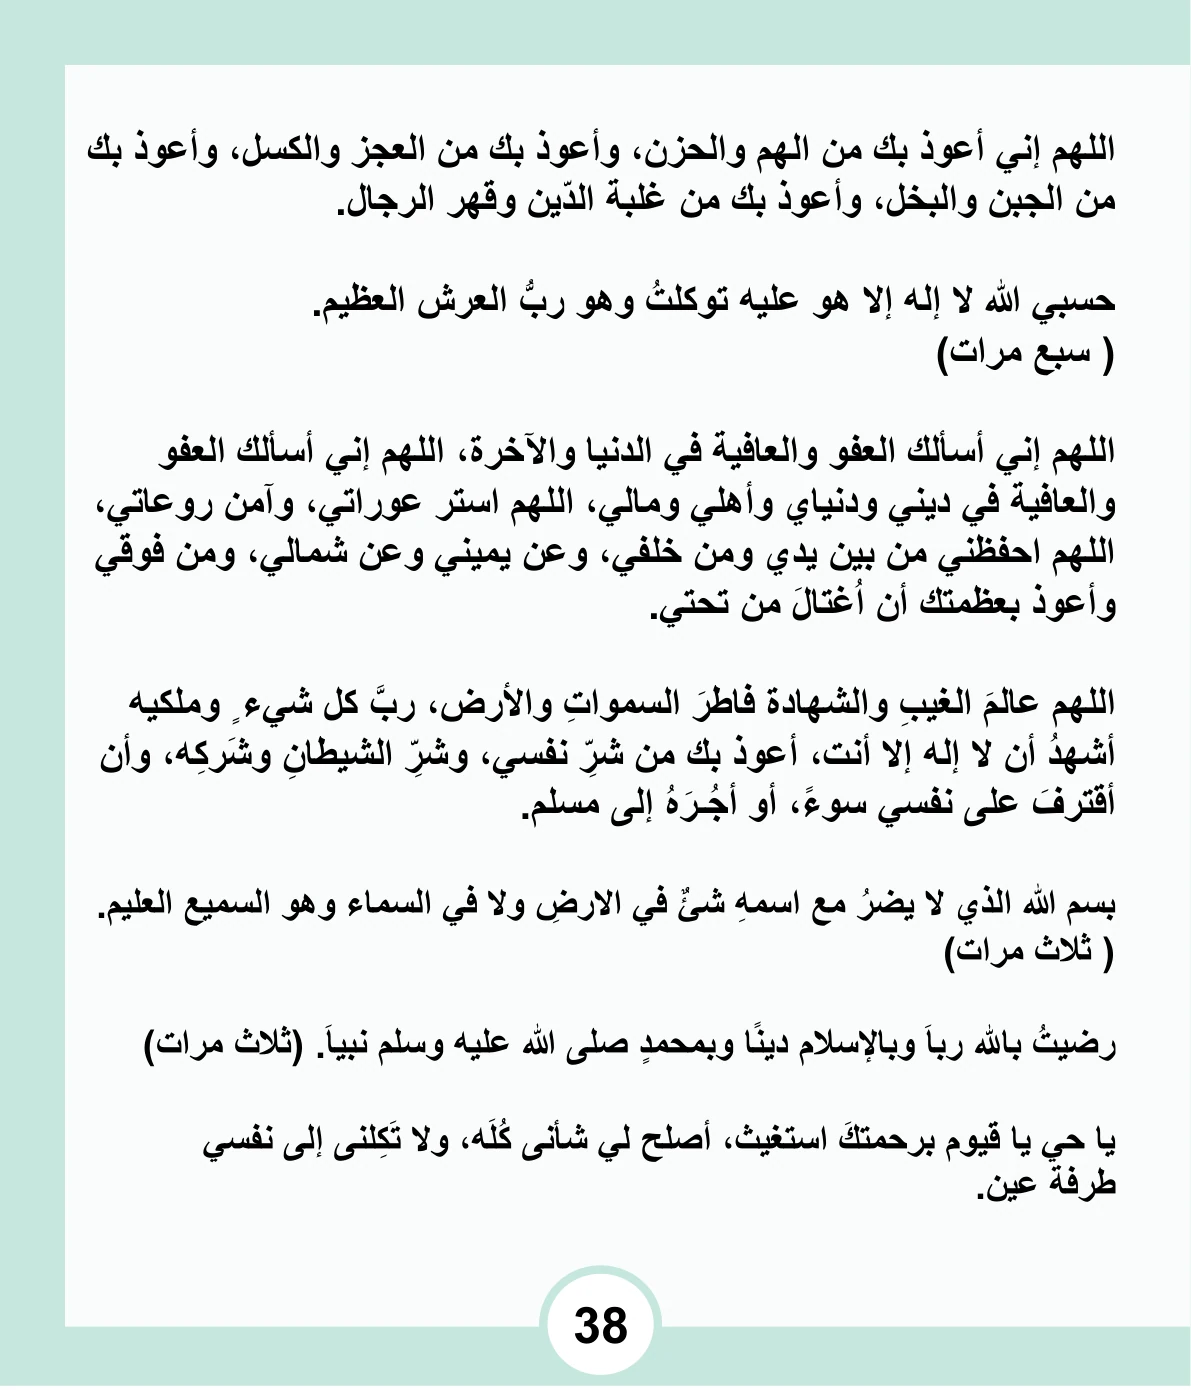 اللهم إني أعوذ بك من الهم والحزن، وأعوذ بك من العجز والكسل، وأعوذ بك
من الجبن والبخل، وأعوذ بك من غلبة الدّين وقهر الرجال.
حسبي الله لا إله إلا هو عليه توكلتُ وهو ربُّ العرش العظيم.
( سبع مرات)
اللهم إني أسألك العفو والعافية في الدنيا والآخرة، اللهم إني أسألك العفو
والعافية في ديني ودنياي وأهلي ومالي، اللهم استر عوراتي، وآمن روعاتي،
اللهم احفظني من بين يدي ومن خلفي، وعن يميني وعن شمالي، ومن فوقي
وأعوذ بعظمتك أن اُغتالَ من تحتي.
اللهم عالمَ الغيبِ والشهادة فاطرَ السمواتِ والأرض، ربَّ كل شيء ٍ وملكيه
أشهدُ أن لا إله إلا أنت، أعوذ بك من شرِّ نفسي، وشرِّ الشيطانِ وشَركِه، وأن
أقترفَ على نفسي سوءً، أو أجُـرَهُ إلى مسلم.
بسم الله الذي لا يضرُ مع اسمهِ شئٌ في الارضِ ولا في السماء وهو السميع العليم.
( ثلاث مرات)
رضيتُ بالله رباَ وبالإسلام دينًا وبمحمدٍ صلى الله عليه وسلم نبياَ. (ثلاث مرات)
يا حي يا قيوم برحمتكَ استغيث، أصلح لي شأنى كُلَه، ولا تَكِلنى إلى نفسي
طرفة عين.
38